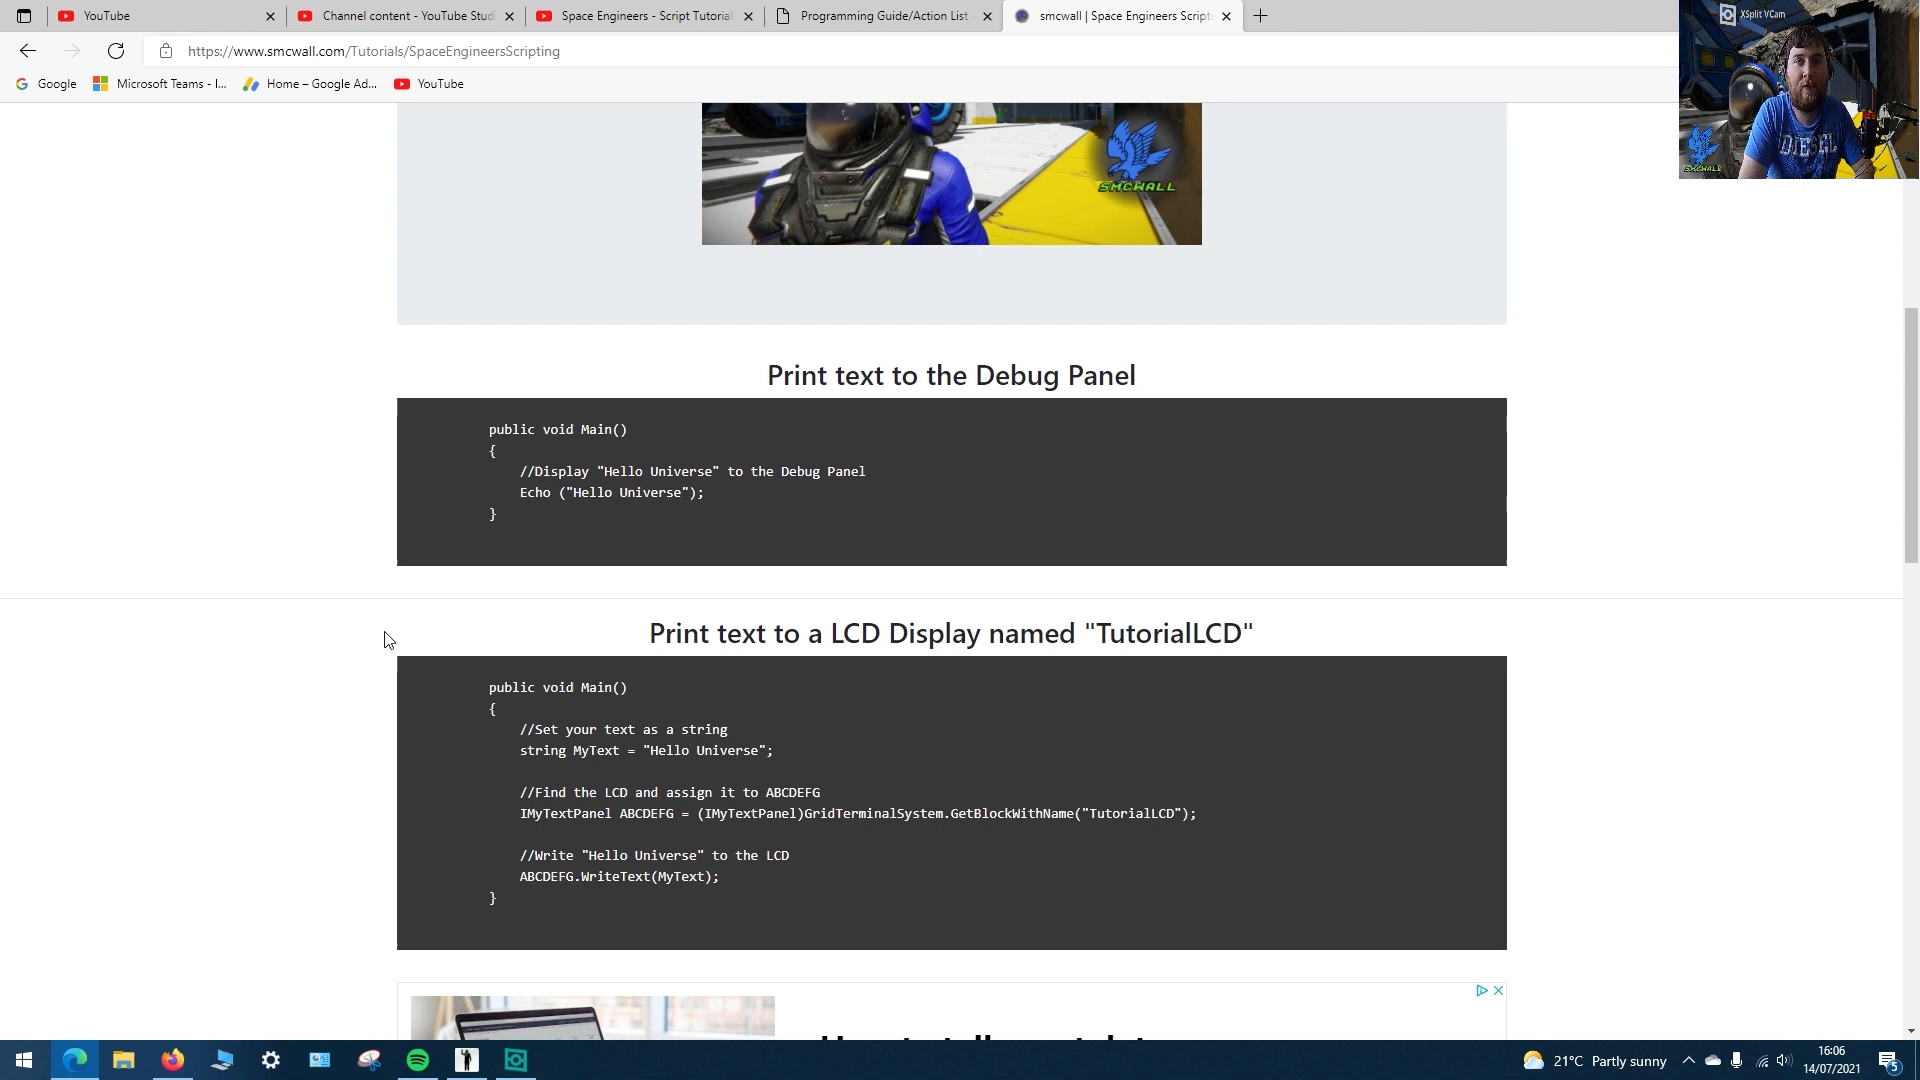 YouTube
Channel content - YouTube Stud
Space Engineers - Script Tutorial
Programming Guide/Action List -
smcwall | Space Engineers Script
https://www.smcwall.com/Tutorials/SpaceEngineersScripting
Google
Microsoft Teams - I...
Home – Google Ad...
YouTube
XSplit VCam
DIESEL
SMCWALL
SMCWALL
Print text to the Debug Panel
public void Main()
{
//Display "Hello Universe" to the Debug Panel
Echo ("Hello Universe");
}
Print text to a LCD Display named "TutorialLCD"
public void Main()
{
//Set your text as a string
string MyText = "Hello Universe";
//Find the LCD and assign it to ABCDEFG
IMyTextPanel ABCDEFG = (IMyTextPanel)GridTerminalSystem.GetBlockWithName("TutorialLCD");
//Write "Hello Universe" to the LCD
ABCDEFG.WriteText(MyText);
}
21°C Partly sunny
16:06
14/07/2021
5